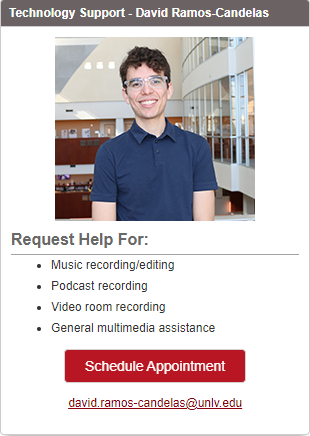 Technology Support - David Ramos-Candelas
Request Help For:
Music recording/editing
Podcast recording
Video room recording
General multimedia assistance
Schedule Appointment
david.ramos-candelas@unlv.edu